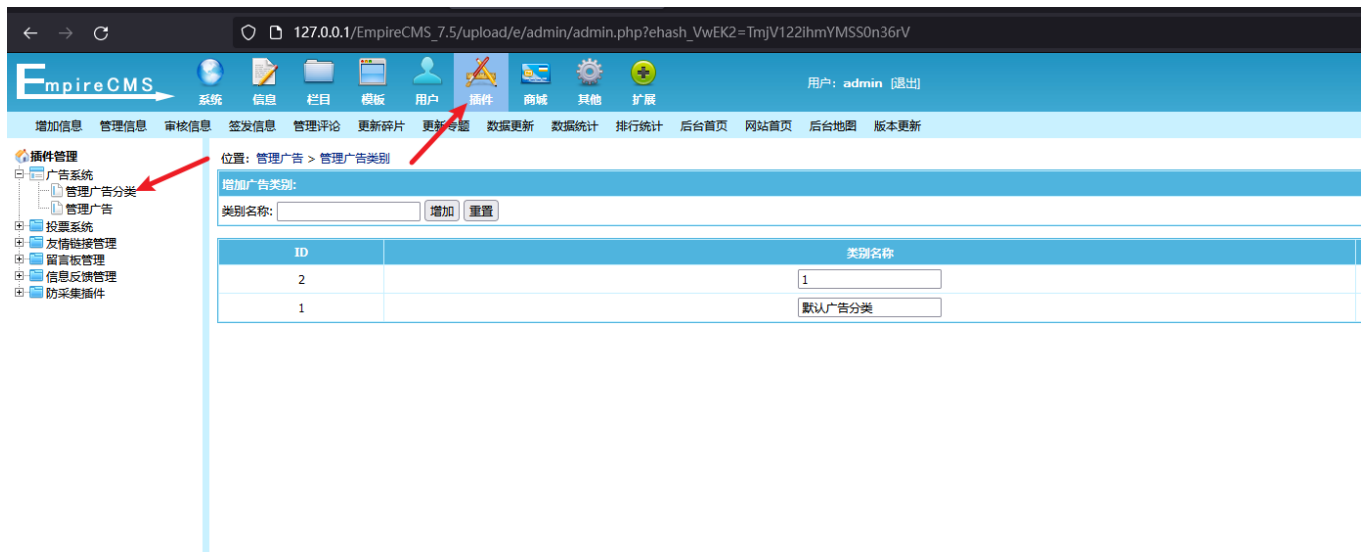 127.0.0.1/EmpireCMS_7.5/upload/e/admin/admin.php?ehash_VwEK2=TmjV122ihmYMSS0n36rV
EmpireCMS
系统 信息 栏目 模板 用户 插件 商城 其他 扩展
用户: admin [退出]
增加信息 管理信息 审核信息 签发信息 管理评论 更新碎片 更新专题 数据更新 数据统计 排行统计 后台首页 网站首页 后台地图 版本更新
插件管理
广告系统
管理广告分类
管理广告
投票系统
友情链接管理
留言板管理
信息反馈管理
防采集插件
位置: 管理广告 > 管理广告类别
增加广告类别:
类别名称: 增加 重置
ID 类别名称
2 1
1 默认广告分类